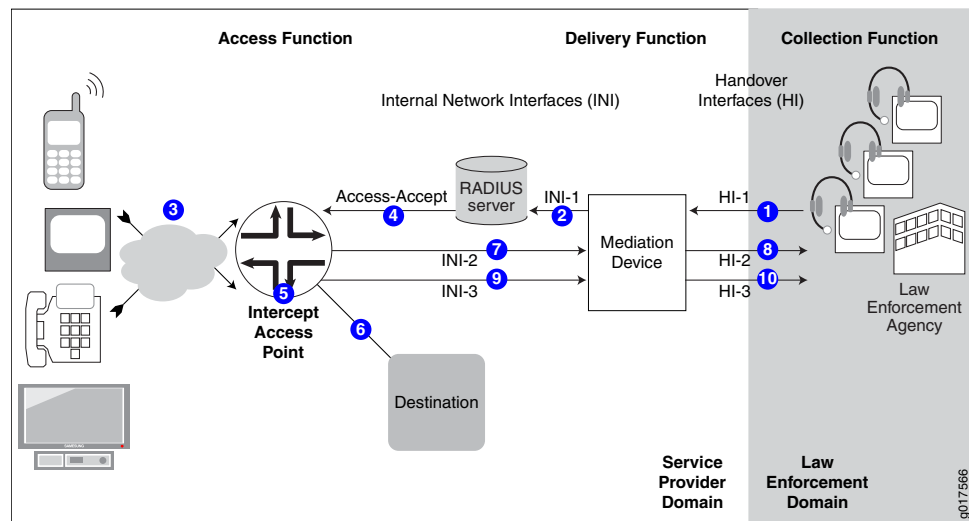 Access Function
Delivery Function
Collection Function
Internal Network Interfaces (INI)
Handover
Interfaces (HI)
Access-Accept
RADIUS
server
INI-1
HI-1
3
4
2
1
Mediation
Device
7
8
INI-2
HI-2
9
10
INI-3
HI-3
5
Intercept
Access
Point
6
Law
Enforcement
Agency
Destination
SAMSUNG
Service
Provider
Domain
Law
Enforcement
Domain
g017566